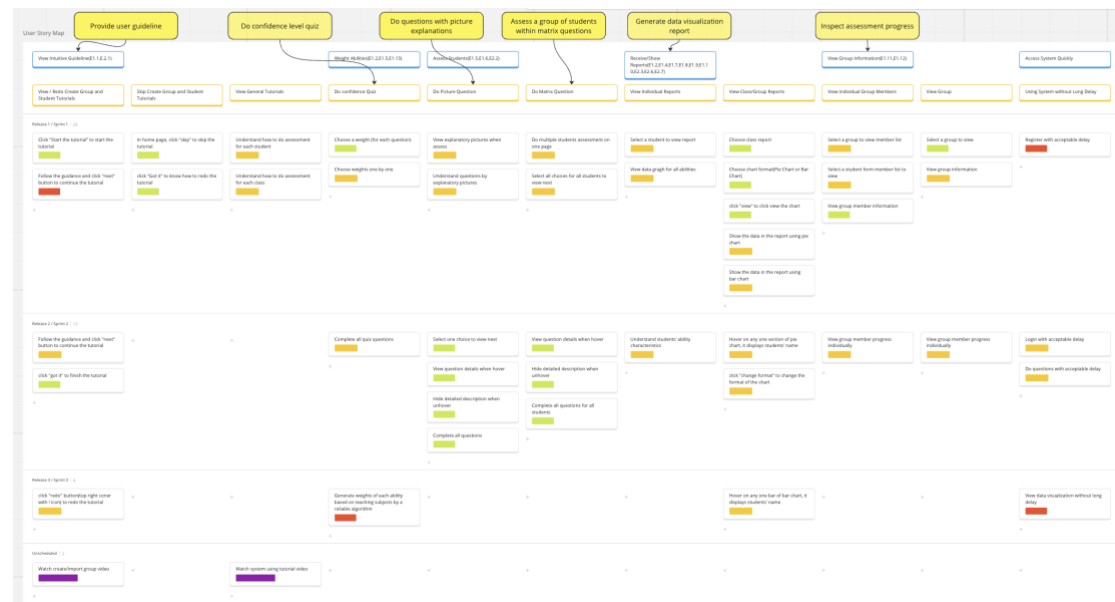 User Story Map
Provide user guideline
Do confidence level quiz
Do questions with picture
explanations
Assess a group of students
within matrix questions
Generate data visualization
report
Inspect assessment progress
View Intuitive Guideline(E1.1,E2.1)
Weight Abilities(E1.2,E1.5,E1.13)
Assess Students(E1.5,E1.6,E2.2)
Receive/Show
View Group Information(E1.11,E1.12)
Access System Quickly
View / Redo Create Group and
Student Tutorials
Skip Create Group and Student
Tutorials
View General Tutorials
Do confidence Quiz
Do Picture Question
Do Matrix Question
View Individual Reports
View Class/Group Reports
View Individual Group Members
View Group
Using System without Long Delay
Release 1 / Sprint 1
Click "Start the tutorial" to start the
tutorial
In home page, click "skip" to skip the
tutorial
Understand how to do assessment
for each student
Choose a weight(for each question)
View explanatory pictures when
assess
Do multiple students assessment on
one page
Select a student to view report
Choose class report
Select a group to view member list
Select a group to view
Register with acceptable delay
Follow the guidance and click "next"
button to continue the tutorial
click "Got it" to know how to redo the
tutorial
Understand how to do assessment
for each class
Choose weights one by one
Understand questions by
explanatory pictures
Select all choices for all students to
view next
View data graph for all abilities
Choose chart format(Pie Chart or Bar
Chart)
Select a student form member list to
view
View group information
click "view" to click view the chart
View group member information
Show the data in the report using pie
chart
Show the data in the report using
bar chart
Release 2 / Sprint 2
Follow the guidance and click "next"
button to continue the tutorial
Complete all quiz questions
Select one choice to view next
View question details when hover
Understand students' ability
characteristics
Hover on any one section of pie
chart, it displays students' name
View group member progress
individually
View group member progress
individually
Login with acceptable delay
click "got it" to finish the tutorial
View question details when hover
Hide detailed description when
unhover
click "change format" to change the
format of the chart
Do questions with acceptable delay
Hide detailed description when
unhover
Complete all questions for all
students
Complete all questions
Release 3 / Sprint 3
click "redo" button(top right coner
with i icon) to redo the tutorial
Generate weights of each ability
based on teaching subjects by a
reliable algorithm
Hover on any one bar of bar chart, it
displays students' name
View data visualization without long
delay
Unscheduled
Watch create/import group video
Watch system using tutorial video